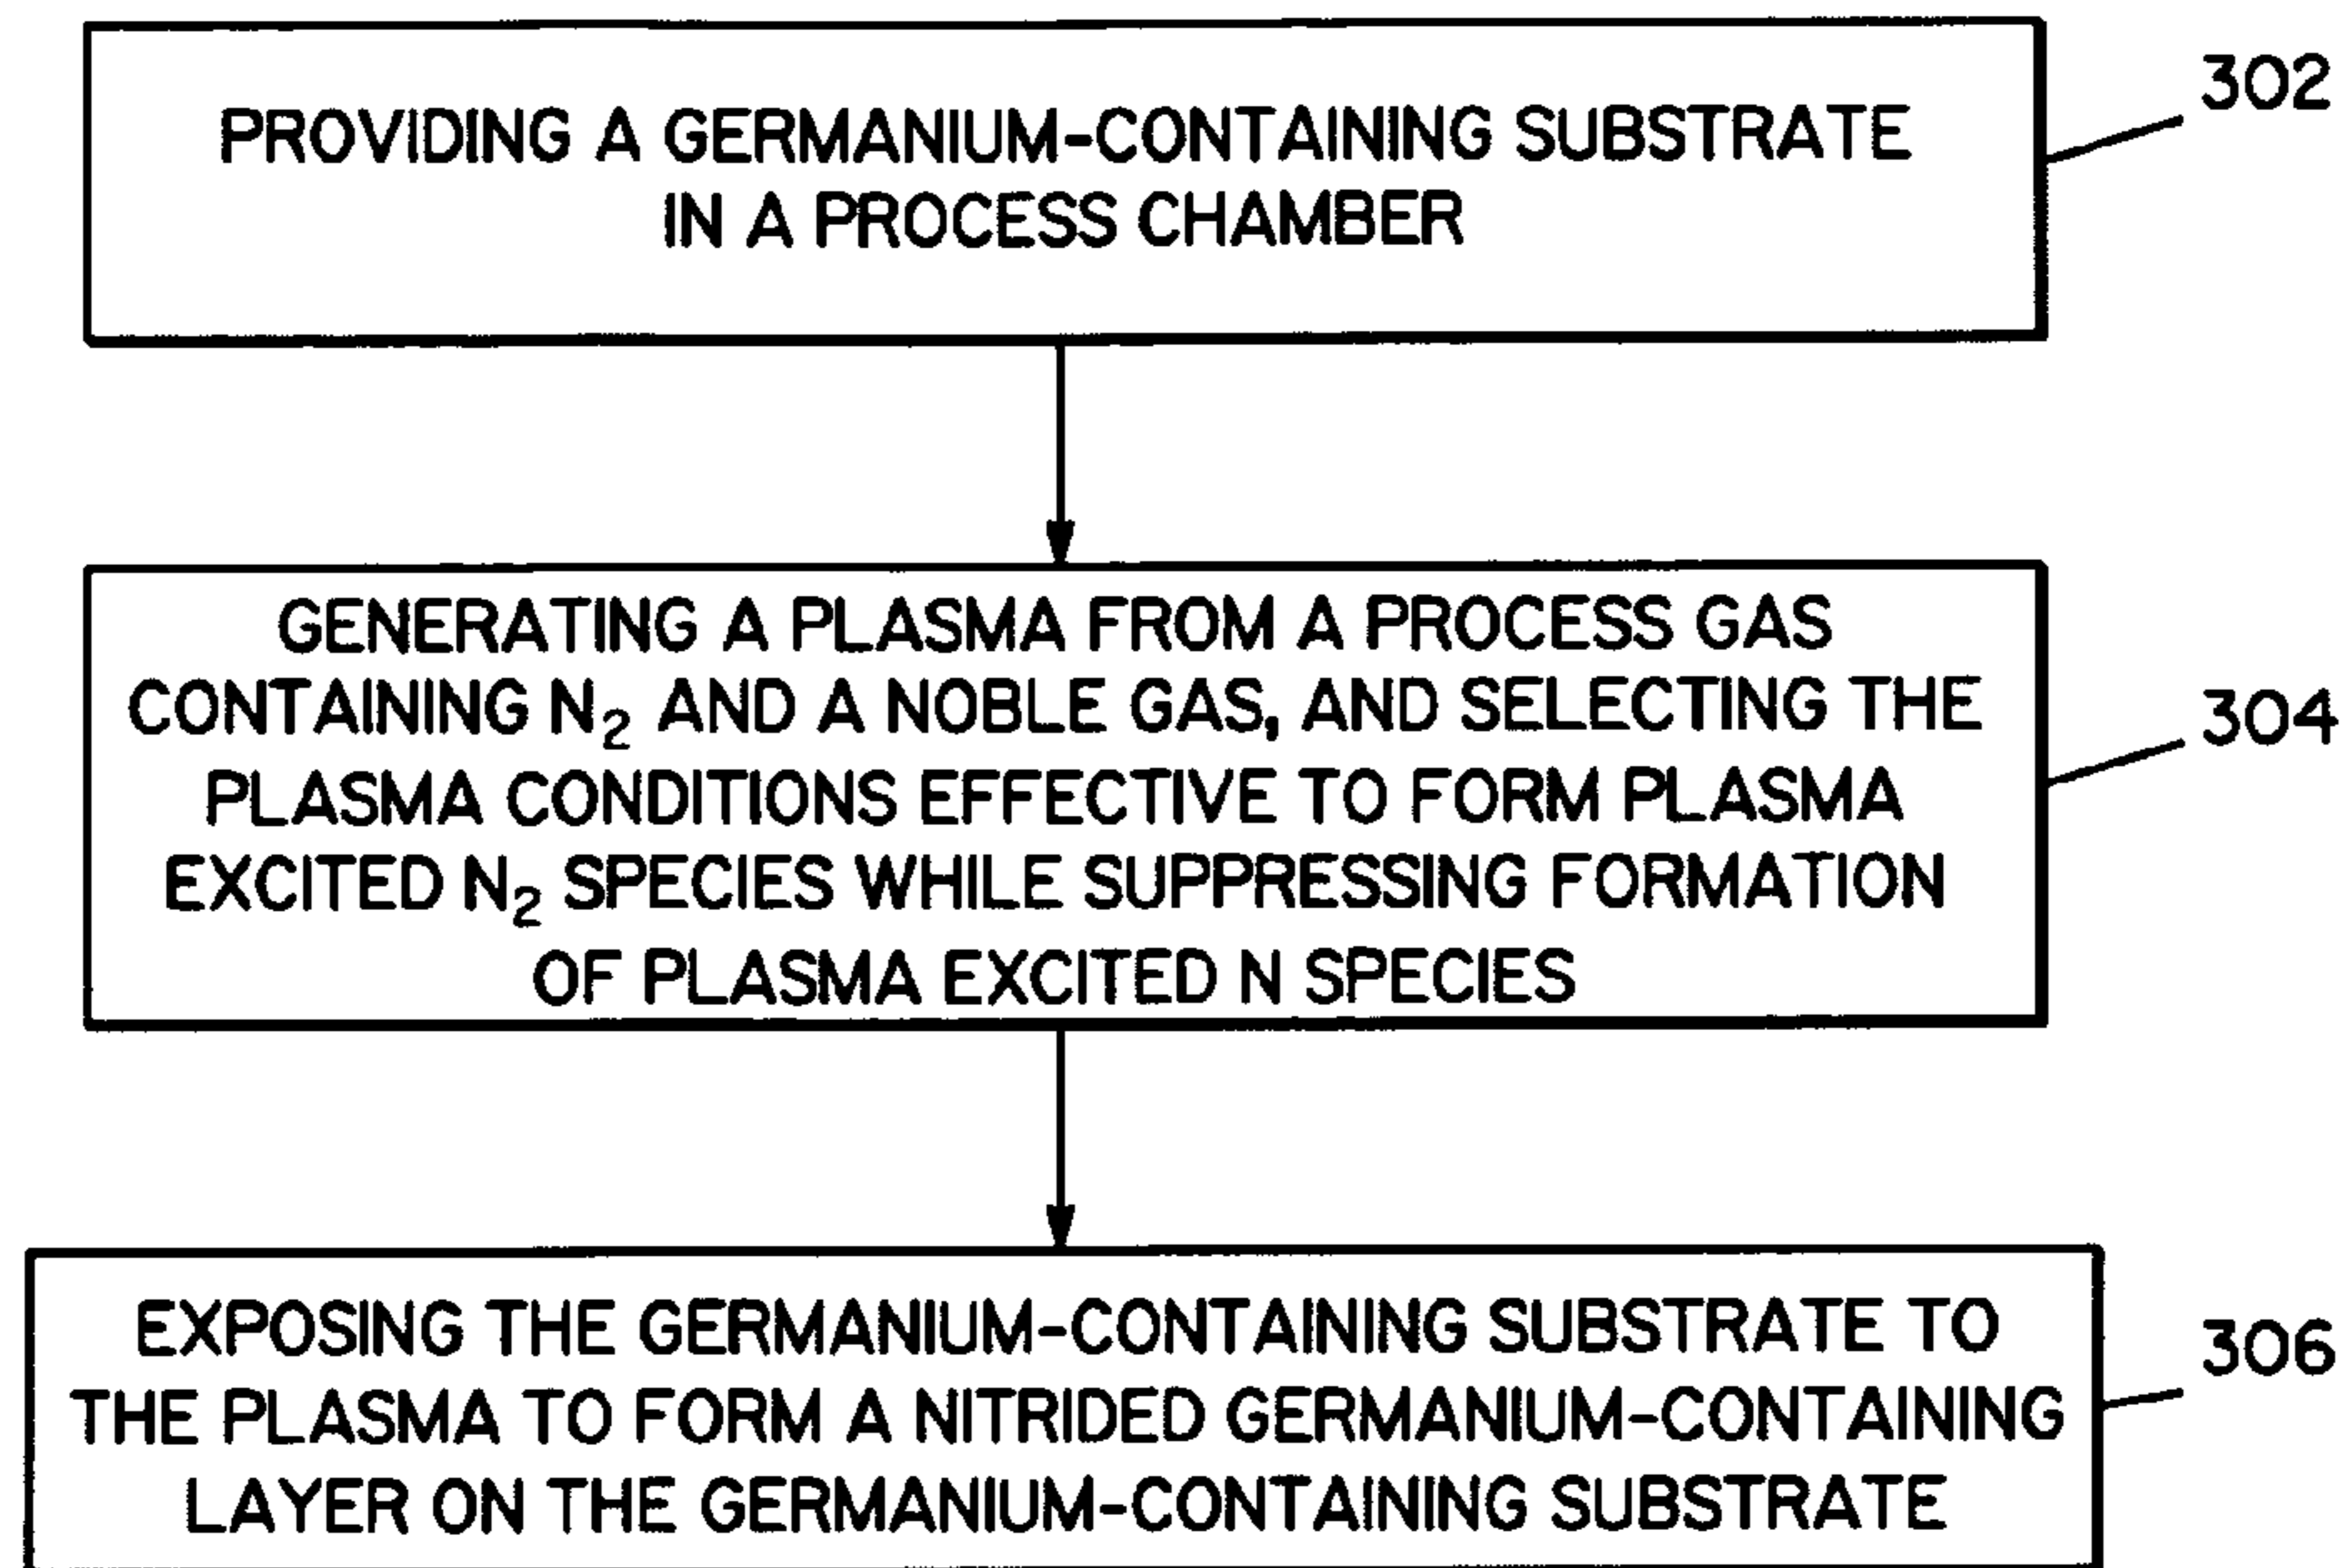 PROVIDING A GERMANIUM-CONTAINING SUBSTRATE
IN A PROCESS CHAMBER
302
GENERATING A PLASMA FROM A PROCESS GAS
CONTAINING N₂ AND A NOBLE GAS, AND SELECTING THE
PLASMA CONDITIONS EFFECTIVE TO FORM PLASMA
EXCITED N₂ SPECIES WHILE SUPPRESSING FORMATION
OF PLASMA EXCITED N SPECIES
304
EXPOSING THE GERMANIUM-CONTAINING SUBSTRATE TO
THE PLASMA TO FORM A NITRIDED GERMANIUM-CONTAINING
LAYER ON THE GERMANIUM-CONTAINING SUBSTRATE
306